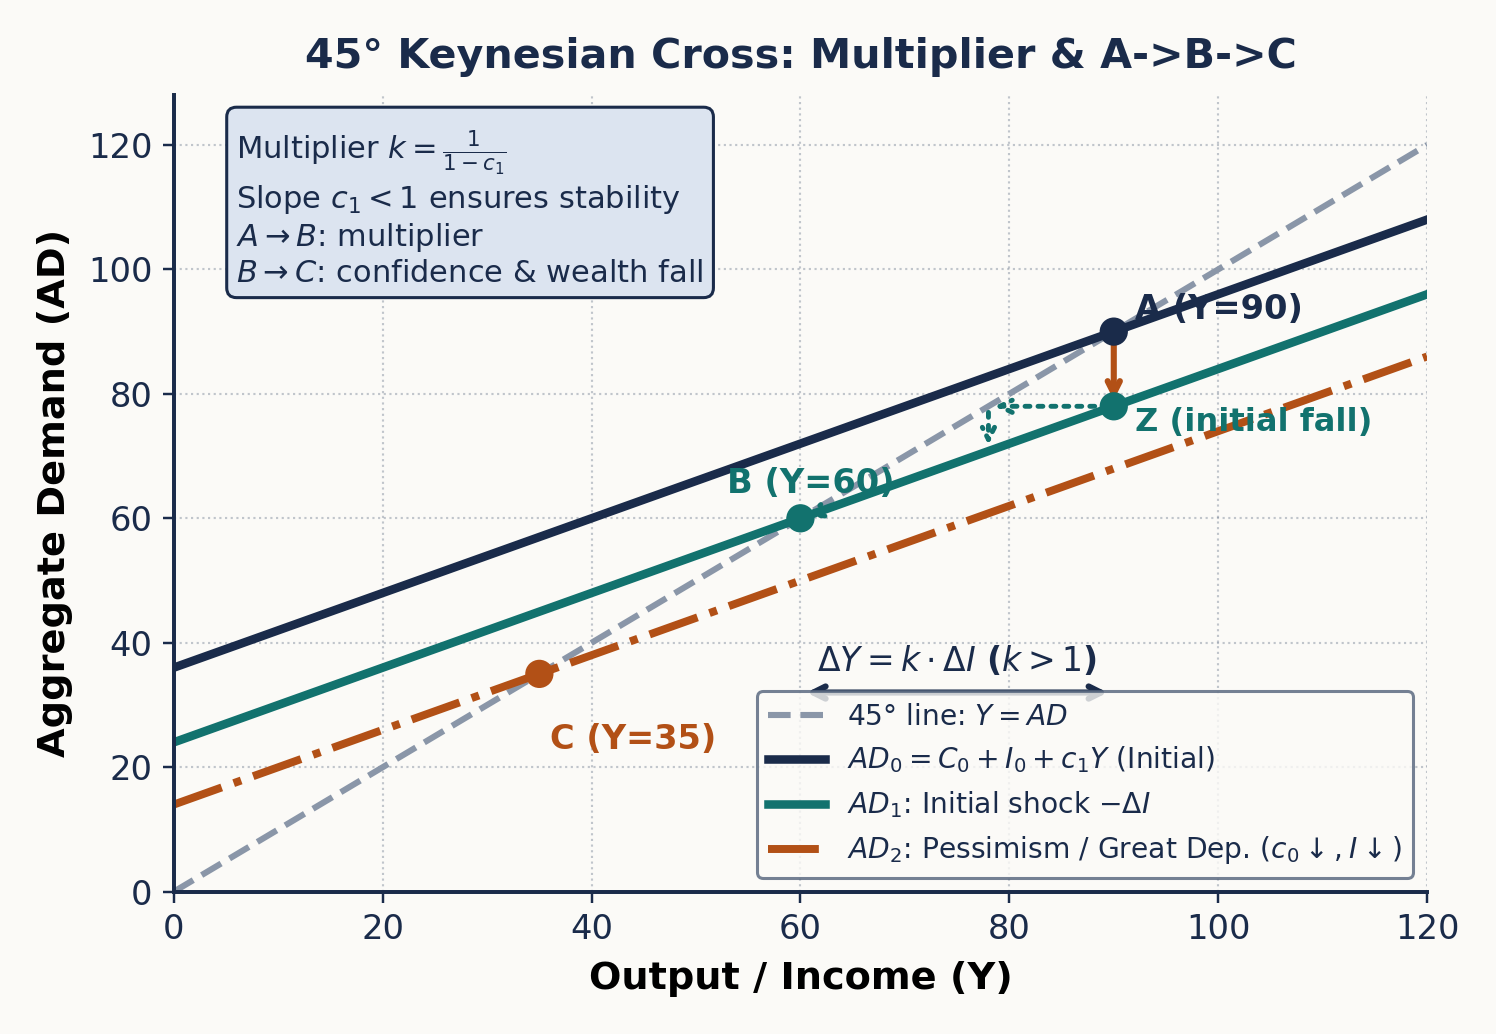 45° Keynesian Cross: Multiplier & A->B->C
Multiplier k = 1/(1 − c₁)
Slope c₁ < 1 ensures stability
A → B: multiplier
B → C: confidence & wealth fall
Aggregate Demand (AD)
120
100
80
60
40
20
0
A (Y=90)
Z (initial fall)
B (Y=60)
C (Y=35)
ΔY = k · ΔI (k > 1)
45° line: Y = AD
AD₀ = C₀ + I₀ + c₁Y (Initial)
AD₁: Initial shock −ΔI
AD₂: Pessimism / Great Dep. (c₀ ↓, I ↓)
0 20 40 60 80 100 120
Output / Income (Y)